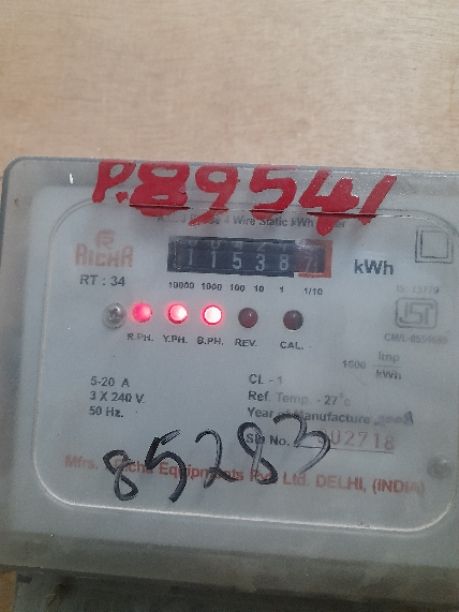 P.89541
Wire Static kWh
RICHA
11538
kWh
RT : 34
10000 1000 100 10 1 1/10
IS 13779
R.PH. Y.PH. B.PH. REV. CAL.
Imp
kWh
5-20 A
3 X 240 V.
50 Hz.
CL - 1
Ref. Temp. - 27°c
Year of Manufacture
No. 02718
85283
Mfrs. Richa Equipments Pvt. Ltd. DELHI, (INDIA)